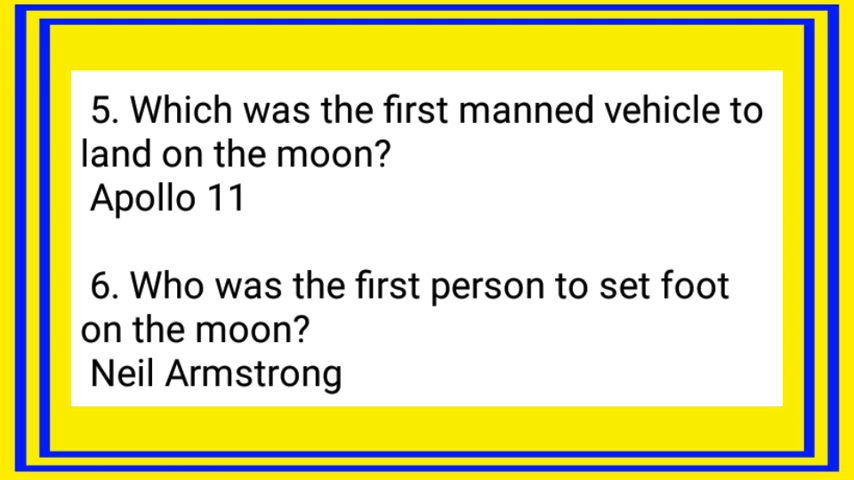 5. Which was the first manned vehicle to
land on the moon?
Apollo 11
6. Who was the first person to set foot
on the moon?
Neil Armstrong